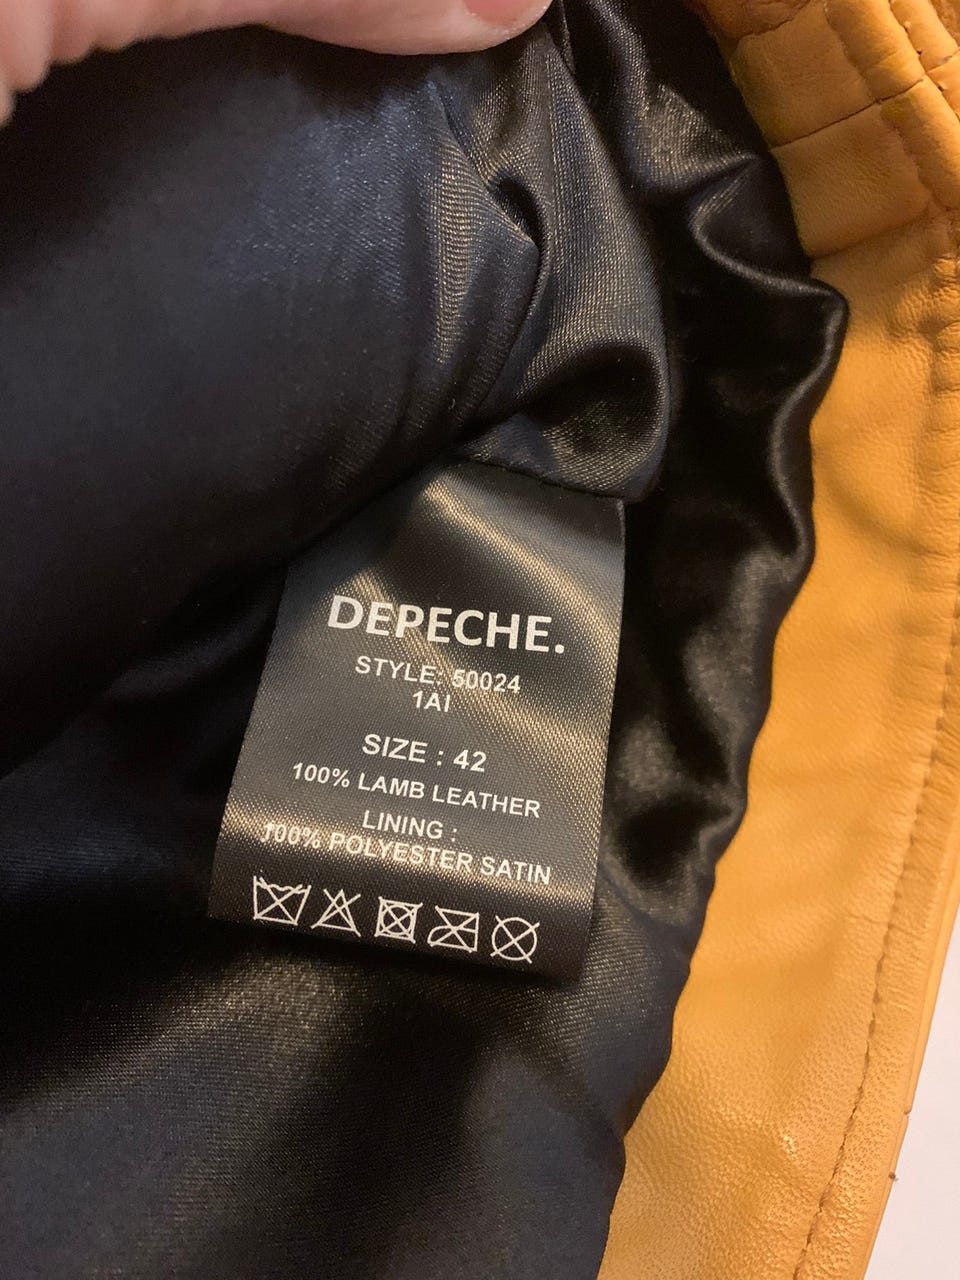 DEPECHE.
STYLE: 50024
1AI
SIZE : 42
100% LAMB LEATHER
LINING :
100% POLYESTER SATIN